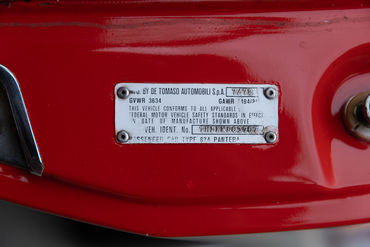 BY DE TOMASO AUTOMOBILI S.p.A.
GVWR 3634 GAWR
THIS VEHICLE CONFORMS TO ALL APPLICABLE
FEDERAL MOTOR VEHICLE SAFETY STANDARDS IN EFFECT
DATE OF MANUFACTURE SHOWN ABOVE
VEH. IDENT. No.
PASSENGER CAR TYPE 874 PANTERA